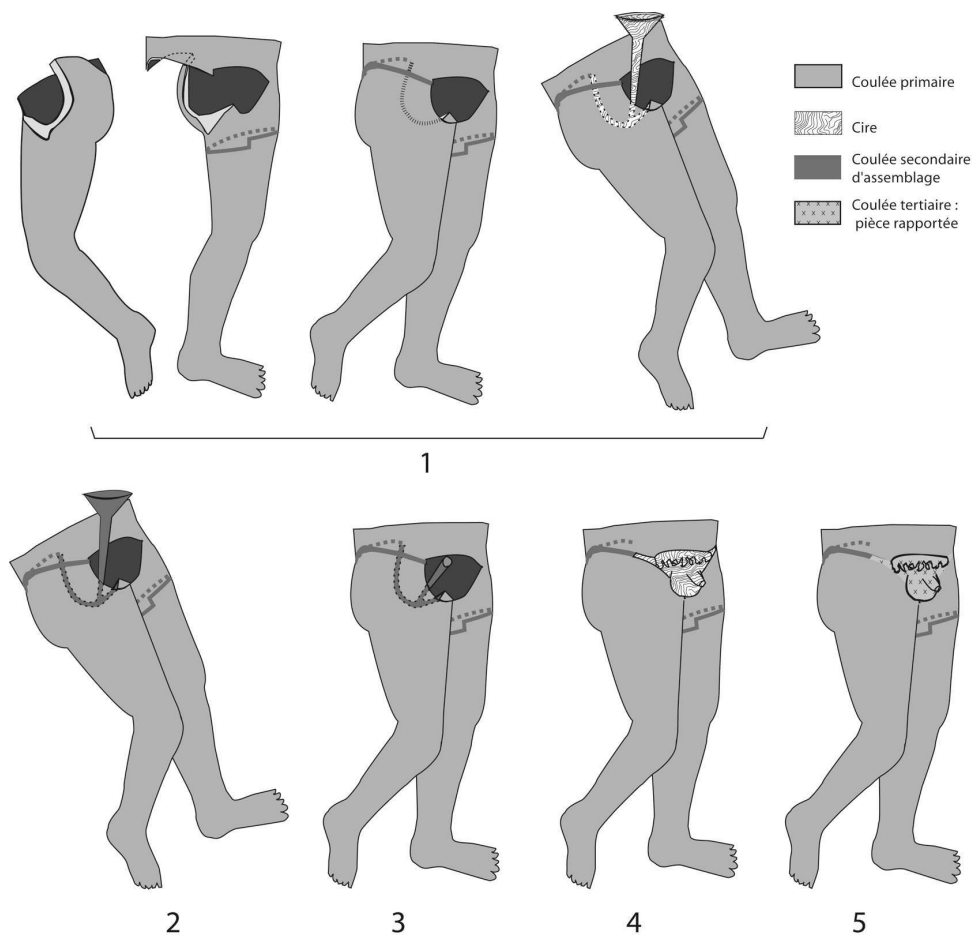 Coulée primaire
Cire
Coulée secondaire
d'assemblage
Coulée tertiaire :
pièce rapportée
1
2
3
4
5